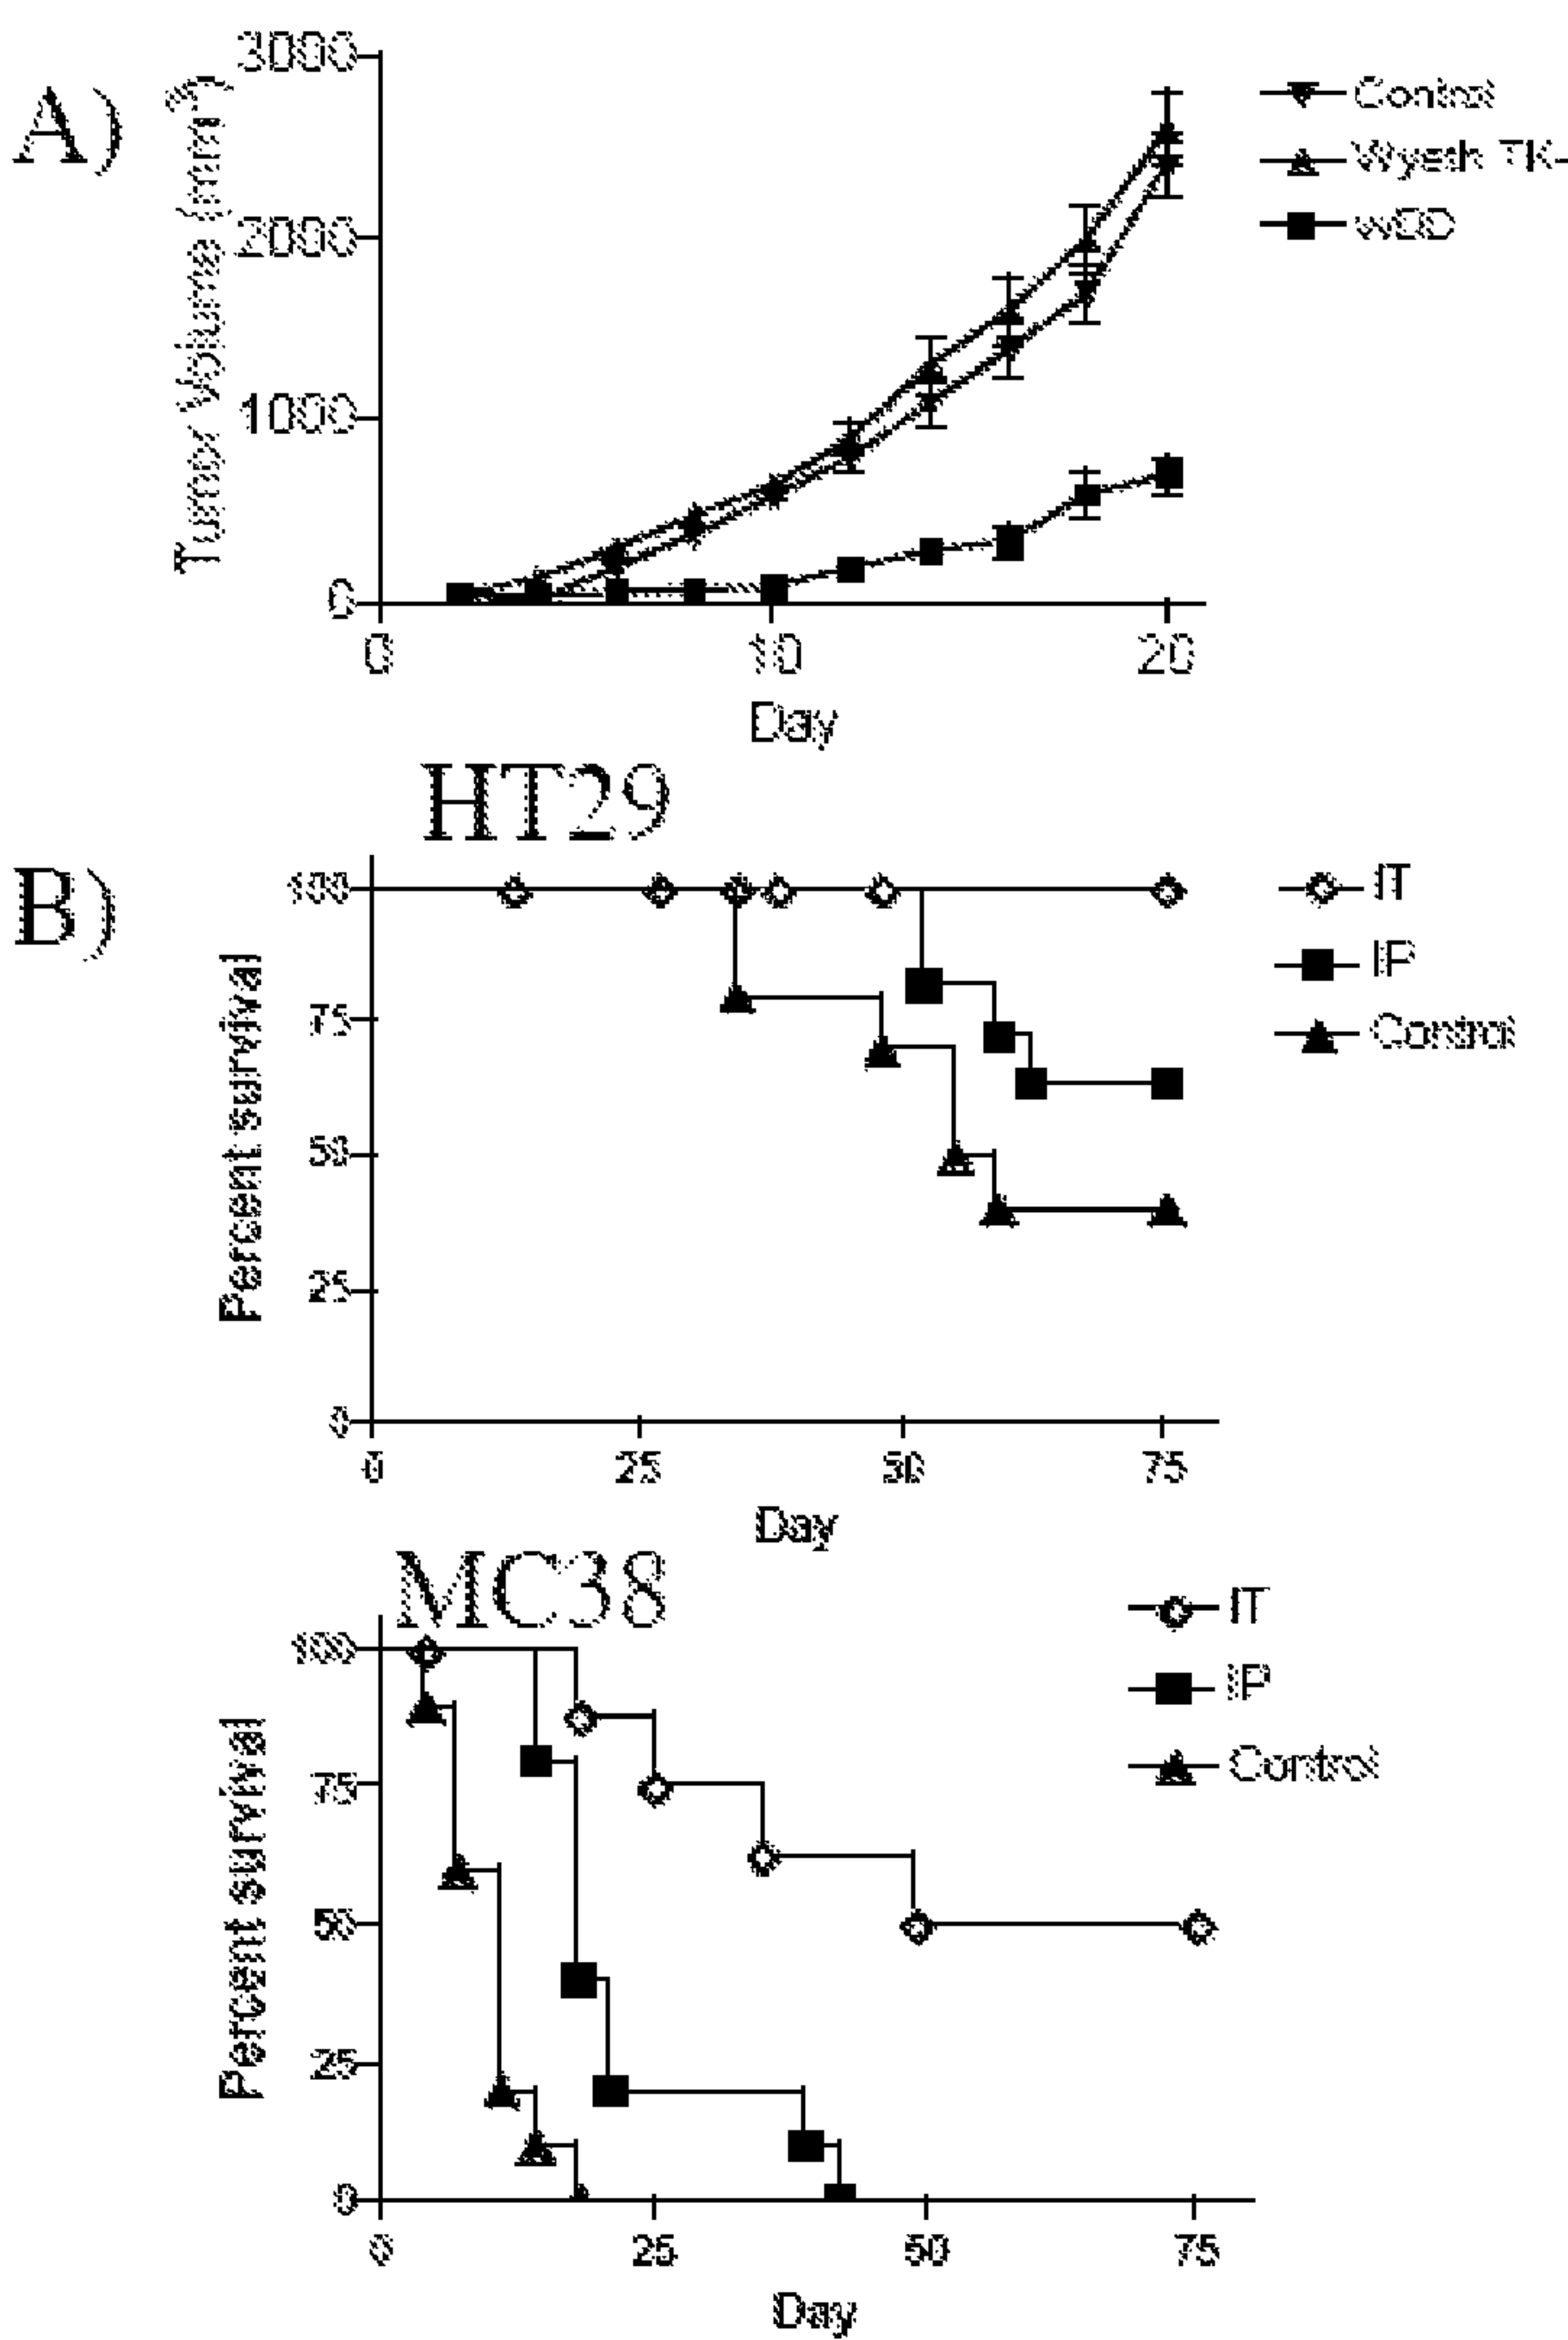 A)
Tumor Volume (mm3)
3000
2000
1000
0
0 10 20
Day
Control
Wyeth TK-
vvDD
HT29
B)
Percent survival
100
75
50
25
0
0 25 50 75
Day
IT
IP
Control
MC38
Percent survival
100
75
50
25
0
0 25 50 75
Day
IT
IP
Control